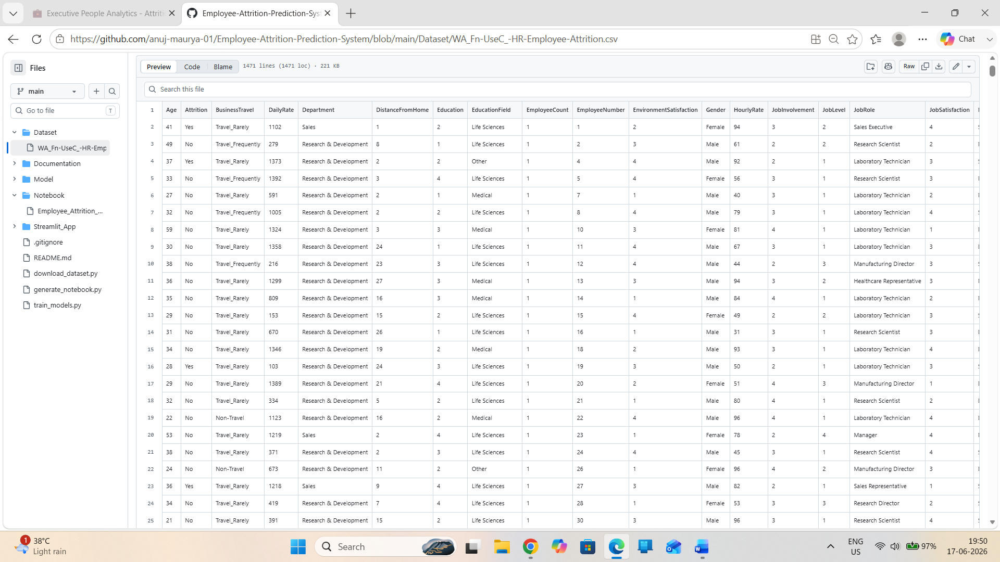 Executive People Analytics - Attriti
Employee-Attrition-Prediction-Sys
https://github.com/anuj-maurya-01/Employee-Attrition-Prediction-System/blob/main/Dataset/WA_Fn-UseC_-HR-Employee-Attrition.csv
Chat
Files
main
Go to file
T
Dataset
WA_Fn-UseC_-HR-Emp
Documentation
Model
Notebook
Employee_Attrition_...
Streamlit_App
.gitignore
README.md
download_dataset.py
generate_notebook.py
train_models.py
Preview Code Blame 1471 lines (1471 loc) · 221 KB
Raw
Search this file
1 Age Attrition BusinessTravel DailyRate Department DistanceFromHome Education EducationField EmployeeCount EmployeeNumber EnvironmentSatisfaction Gender HourlyRate JobInvolvement JobLevel JobRole JobSatisfaction
2 41 Yes Travel_Rarely 1102 Sales 1 2 Life Sciences 1 1 2 Female 94 3 2 Sales Executive 4
3 49 No Travel_Frequently 279 Research & Development 8 1 Life Sciences 1 2 3 Male 61 2 2 Research Scientist 2
4 37 Yes Travel_Rarely 1373 Research & Development 2 2 Other 1 4 4 Male 92 2 1 Laboratory Technician 3
5 33 No Travel_Frequently 1392 Research & Development 3 4 Life Sciences 1 5 4 Female 56 3 1 Research Scientist 3
6 27 No Travel_Rarely 591 Research & Development 2 1 Medical 1 7 1 Male 40 3 1 Laboratory Technician 2
7 32 No Travel_Frequently 1005 Research & Development 2 2 Life Sciences 1 8 4 Male 79 3 1 Laboratory Technician 4
8 59 No Travel_Rarely 1324 Research & Development 3 3 Medical 1 10 3 Female 81 4 1 Laboratory Technician 1
9 30 No Travel_Rarely 1358 Research & Development 24 1 Life Sciences 1 11 4 Male 67 3 1 Laboratory Technician 3
10 38 No Travel_Frequently 216 Research & Development 23 3 Life Sciences 1 12 4 Male 44 2 3 Manufacturing Director 3
11 36 No Travel_Rarely 1299 Research & Development 27 3 Medical 1 13 3 Male 94 3 2 Healthcare Representative 3
12 35 No Travel_Rarely 809 Research & Development 16 3 Medical 1 14 1 Male 84 4 1 Laboratory Technician 2
13 29 No Travel_Rarely 153 Research & Development 15 2 Life Sciences 1 15 4 Female 49 2 2 Laboratory Technician 3
14 31 No Travel_Rarely 670 Research & Development 26 1 Life Sciences 1 16 1 Male 31 3 1 Research Scientist 3
15 34 No Travel_Rarely 1346 Research & Development 19 2 Medical 1 18 2 Male 93 3 1 Laboratory Technician 4
16 28 Yes Travel_Rarely 103 Research & Development 24 3 Life Sciences 1 19 3 Male 50 2 1 Laboratory Technician 3
17 29 No Travel_Rarely 1389 Research & Development 21 4 Life Sciences 1 20 2 Female 51 4 3 Manufacturing Director 1
18 32 No Travel_Rarely 334 Research & Development 5 2 Life Sciences 1 21 1 Male 80 4 1 Research Scientist 2
19 22 No Non-Travel 1123 Research & Development 16 2 Medical 1 22 4 Male 96 4 1 Laboratory Technician 4
20 53 No Travel_Rarely 1219 Sales 2 4 Life Sciences 1 23 1 Female 78 2 4 Manager 4
21 38 No Travel_Rarely 371 Research & Development 2 3 Life Sciences 1 24 4 Male 45 3 1 Research Scientist 4
22 24 No Non-Travel 673 Research & Development 11 2 Other 1 26 1 Female 96 4 2 Manufacturing Director 3
23 36 Yes Travel_Rarely 1218 Sales 9 4 Life Sciences 1 27 3 Male 82 2 1 Sales Representative 1
24 34 No Travel_Rarely 419 Research & Development 7 4 Life Sciences 1 28 1 Female 53 3 3 Research Director 2
25 21 No Travel_Rarely 391 Research & Development 15 2 Life Sciences 1 30 3 Male 96 3 1 Research Scientist 4
1
38°C
Light rain
Search
ENG
US
97%
19:50
17-06-2026